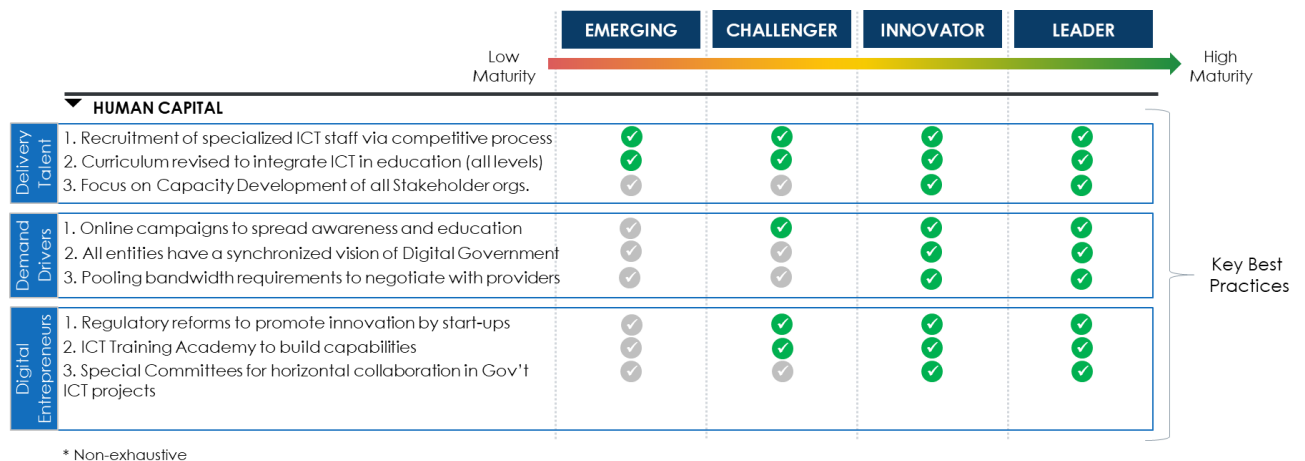 EMERGING
CHALLENGER
INNOVATOR
LEADER
Low
Maturity
High
Maturity
HUMAN CAPITAL
Delivery
Talent
1. Recruitment of specialized ICT staff via competitive process
2. Curriculum revised to integrate ICT in education (all levels)
3. Focus on Capacity Development of all Stakeholder orgs.
Demand
Drivers
1. Online campaigns to spread awareness and education
2. All entities have a synchronized vision of Digital Government
3. Pooling bandwidth requirements to negotiate with providers
Digital
Entrepreneurs
1. Regulatory reforms to promote innovation by start-ups
2. ICT Training Academy to build capabilities
3. Special Committees for horizontal collaboration in Gov’t
ICT projects
Key Best
Practices
* Non-exhaustive